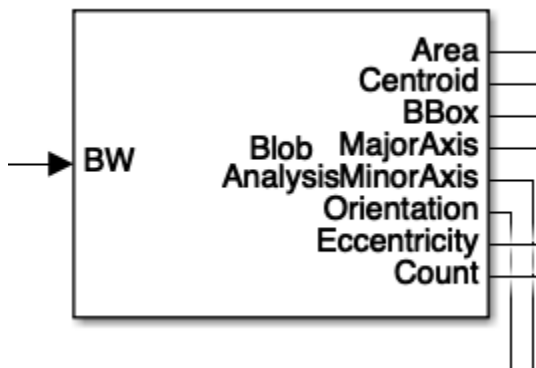 Area
Centroid
BBox
BW
Blob MajorAxis
AnalysisMinorAxis
Orientation
Eccentricity
Count